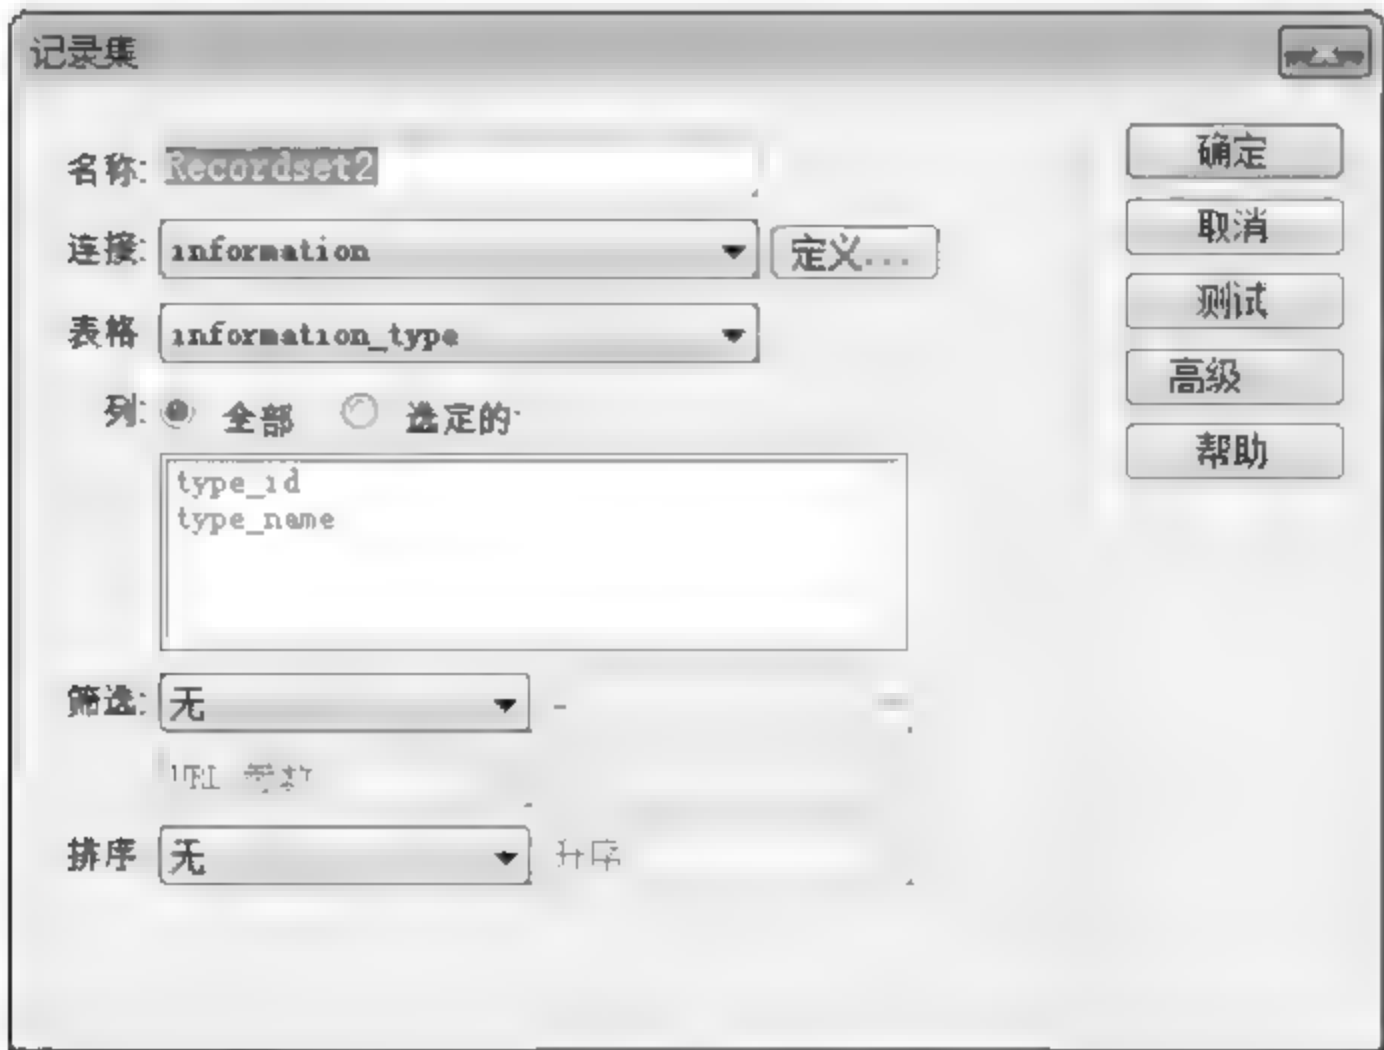 记录集
名称: Recordset2
连接: information
定义...
表格 information_type
列: 全部 选定的:
type_id
type_name
筛选: 无
排序 无 升序
确定
取消
测试
高级
帮助